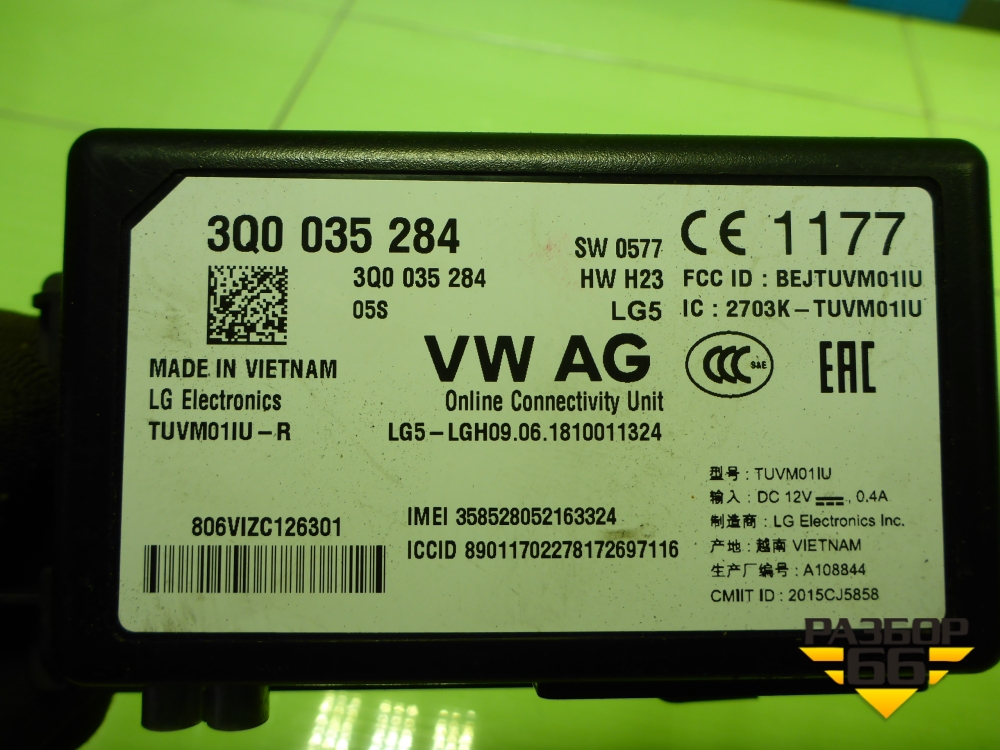 3Q0 035 284
3Q0 035 284
05S
SW 0577
HW H23
LG5
CE 1177
FCC ID : BEJTUVM01IU
IC : 2703K-TUVM01IU
MADE IN VIETNAM
LG Electronics
TUVM01IU-R
VW AG
Online Connectivity Unit
LG5-LGH09.06.1810011324
CCC S&E
EAC
806VIZC126301
IMEI 358528052163324
ICCID 89011702278172697116
型号 : TUVM01IU
输入 : DC 12V , 0.4A
制造商 : LG Electronics Inc.
产地 : 越南 VIETNAM
生产厂编号 : A108844
CMIIT ID : 2015CJ5858
РАЗБОР
66